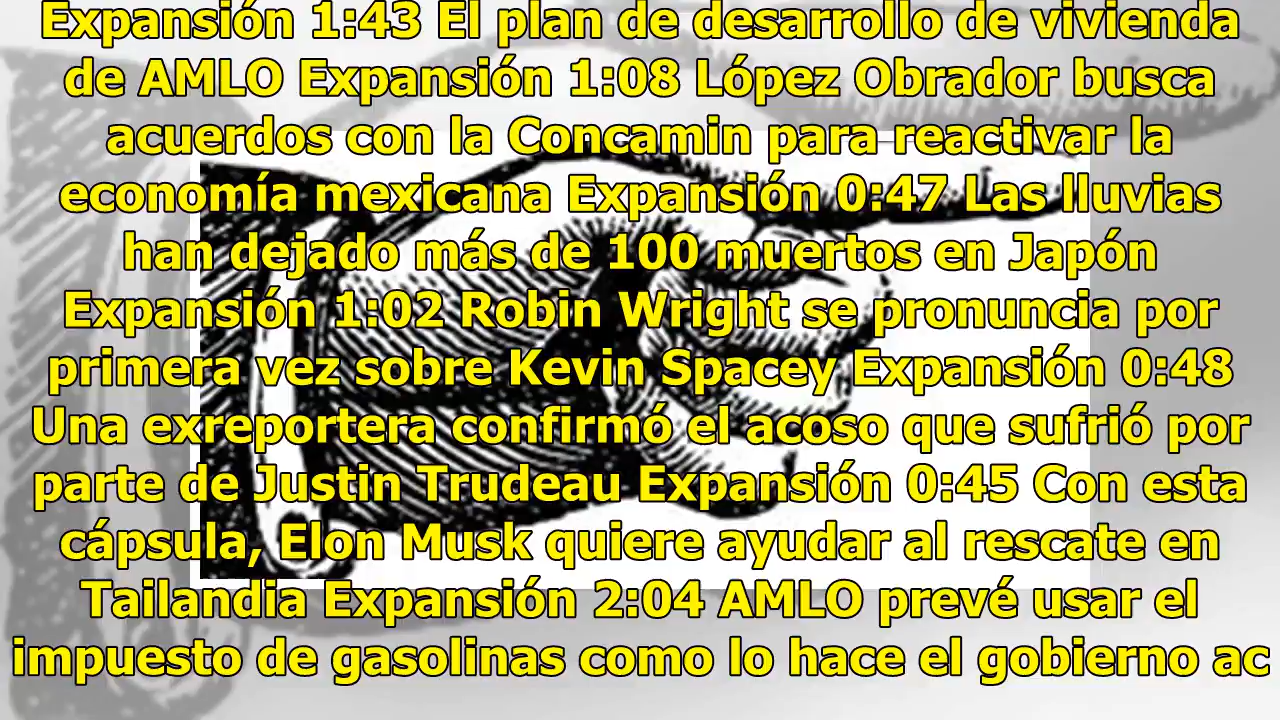 Expansión 1:43 El plan de desarrollo de vivienda
de AMLO Expansión 1:08 López Obrador busca
acuerdos con la Concamin para reactivar la
economía mexicana Expansión 0:47 Las lluvias
han dejado más de 100 muertos en Japón
Expansión 1:02 Robin Wright se pronuncia por
primera vez sobre Kevin Spacey Expansión 0:48
Una exreportera confirmó el acoso que sufrió por
parte de Justin Trudeau Expansión 0:45 Con esta
cápsula, Elon Musk quiere ayudar al rescate en
Tailandia Expansión 2:04 AMLO prevé usar el
impuesto de gasolinas como lo hace el gobierno ac